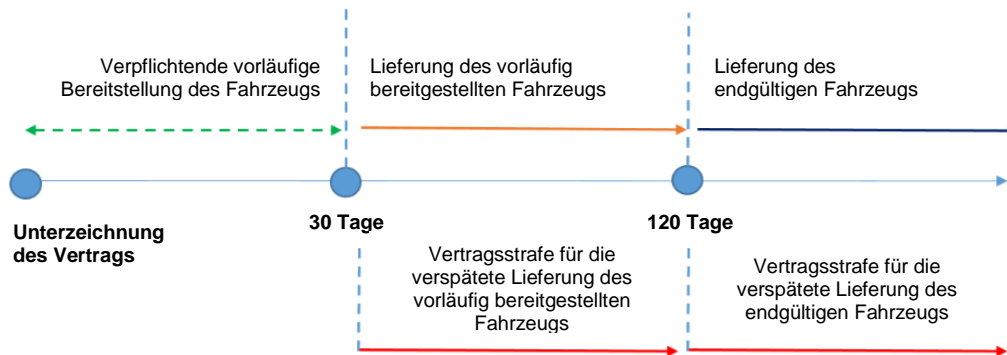 Verpflichtende vorläufige
Bereitstellung des Fahrzeugs
Lieferung des vorläufig
bereitgestellten Fahrzeugs
Lieferung des
endgültigen Fahrzeugs
Unterzeichnung
des Vertrags
30 Tage
120 Tage
Vertragsstrafe für die
verspätete Lieferung des
vorläufig bereitgestellten
Fahrzeugs
Vertragsstrafe für die
verspätete Lieferung des
endgültigen Fahrzeugs